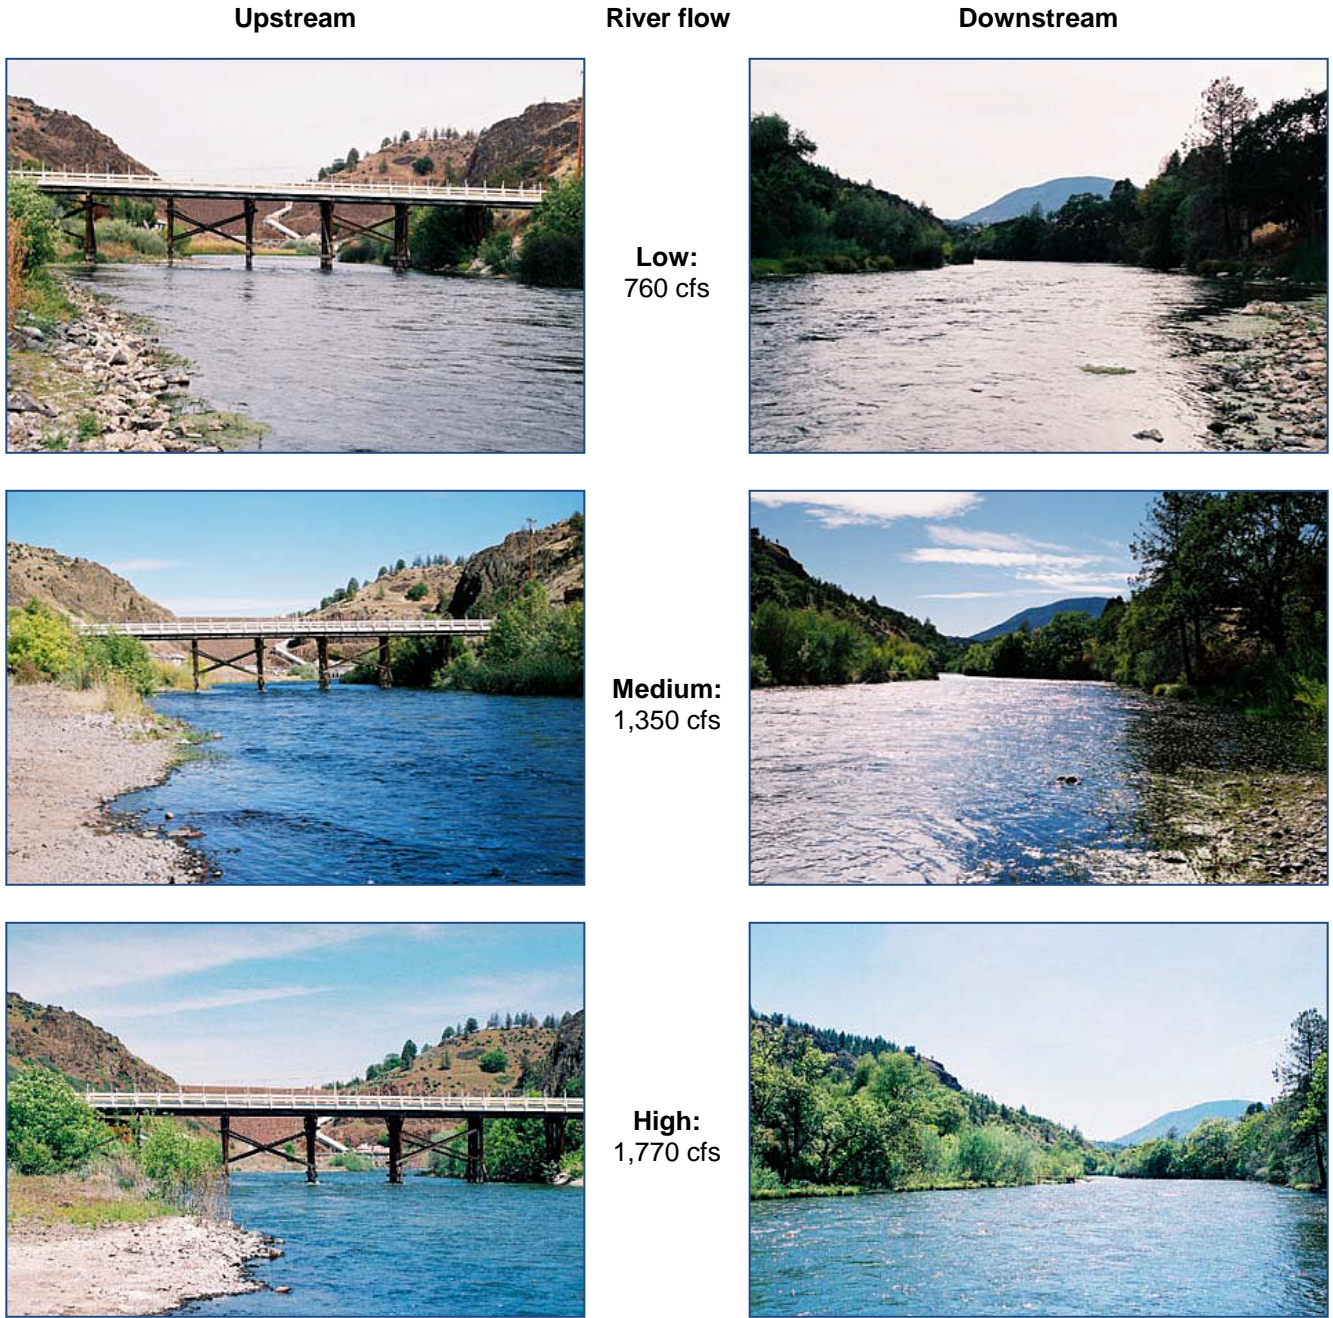 Upstream
River flow
Downstream
Low:
760 cfs
Medium:
1,350 cfs
High:
1,770 cfs